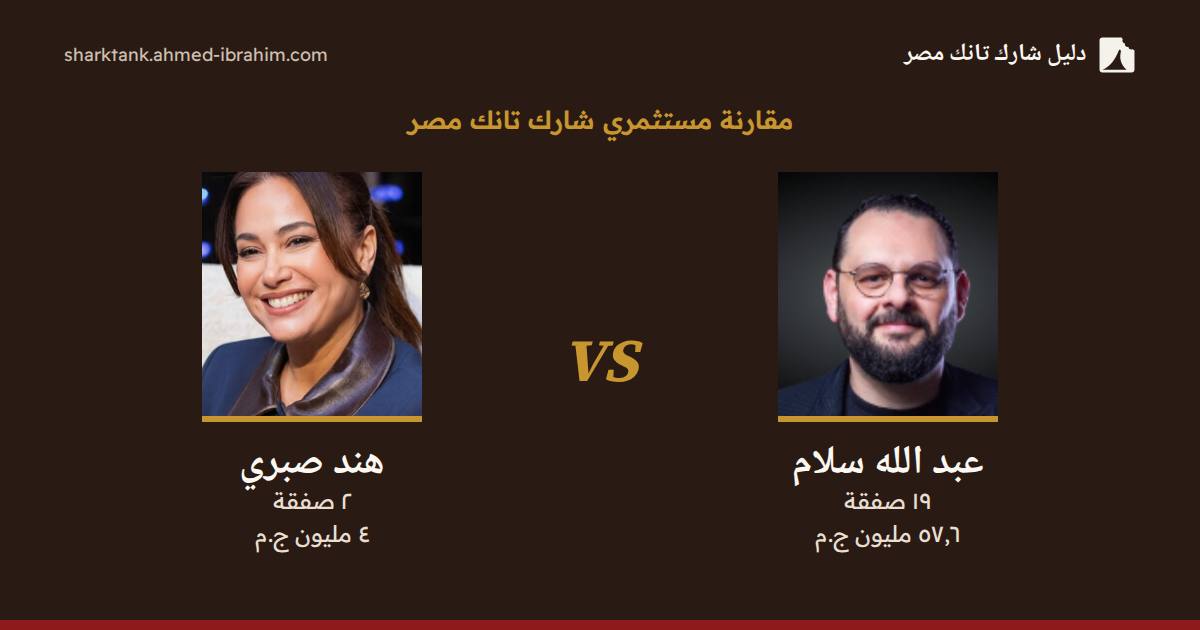 دليل شارك تانك مصر
sharktank.ahmed-ibrahim.com
مقارنة مستثمري شارك تانك مصر
عبد الله سلام
١٩ صفقة
٥٧,٦ مليون ج.م
VS
هند صبري
٢ صفقة
٤ مليون ج.م